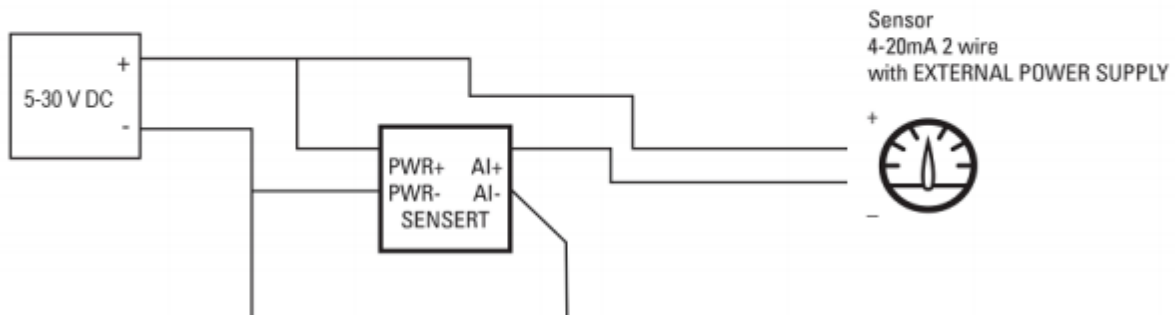 Sensor
4-20mA 2 wire
with EXTERNAL POWER SUPPLY
+
5-30 V DC
-
+
PWR+ AI+
PWR- AI-
SENSERT
–